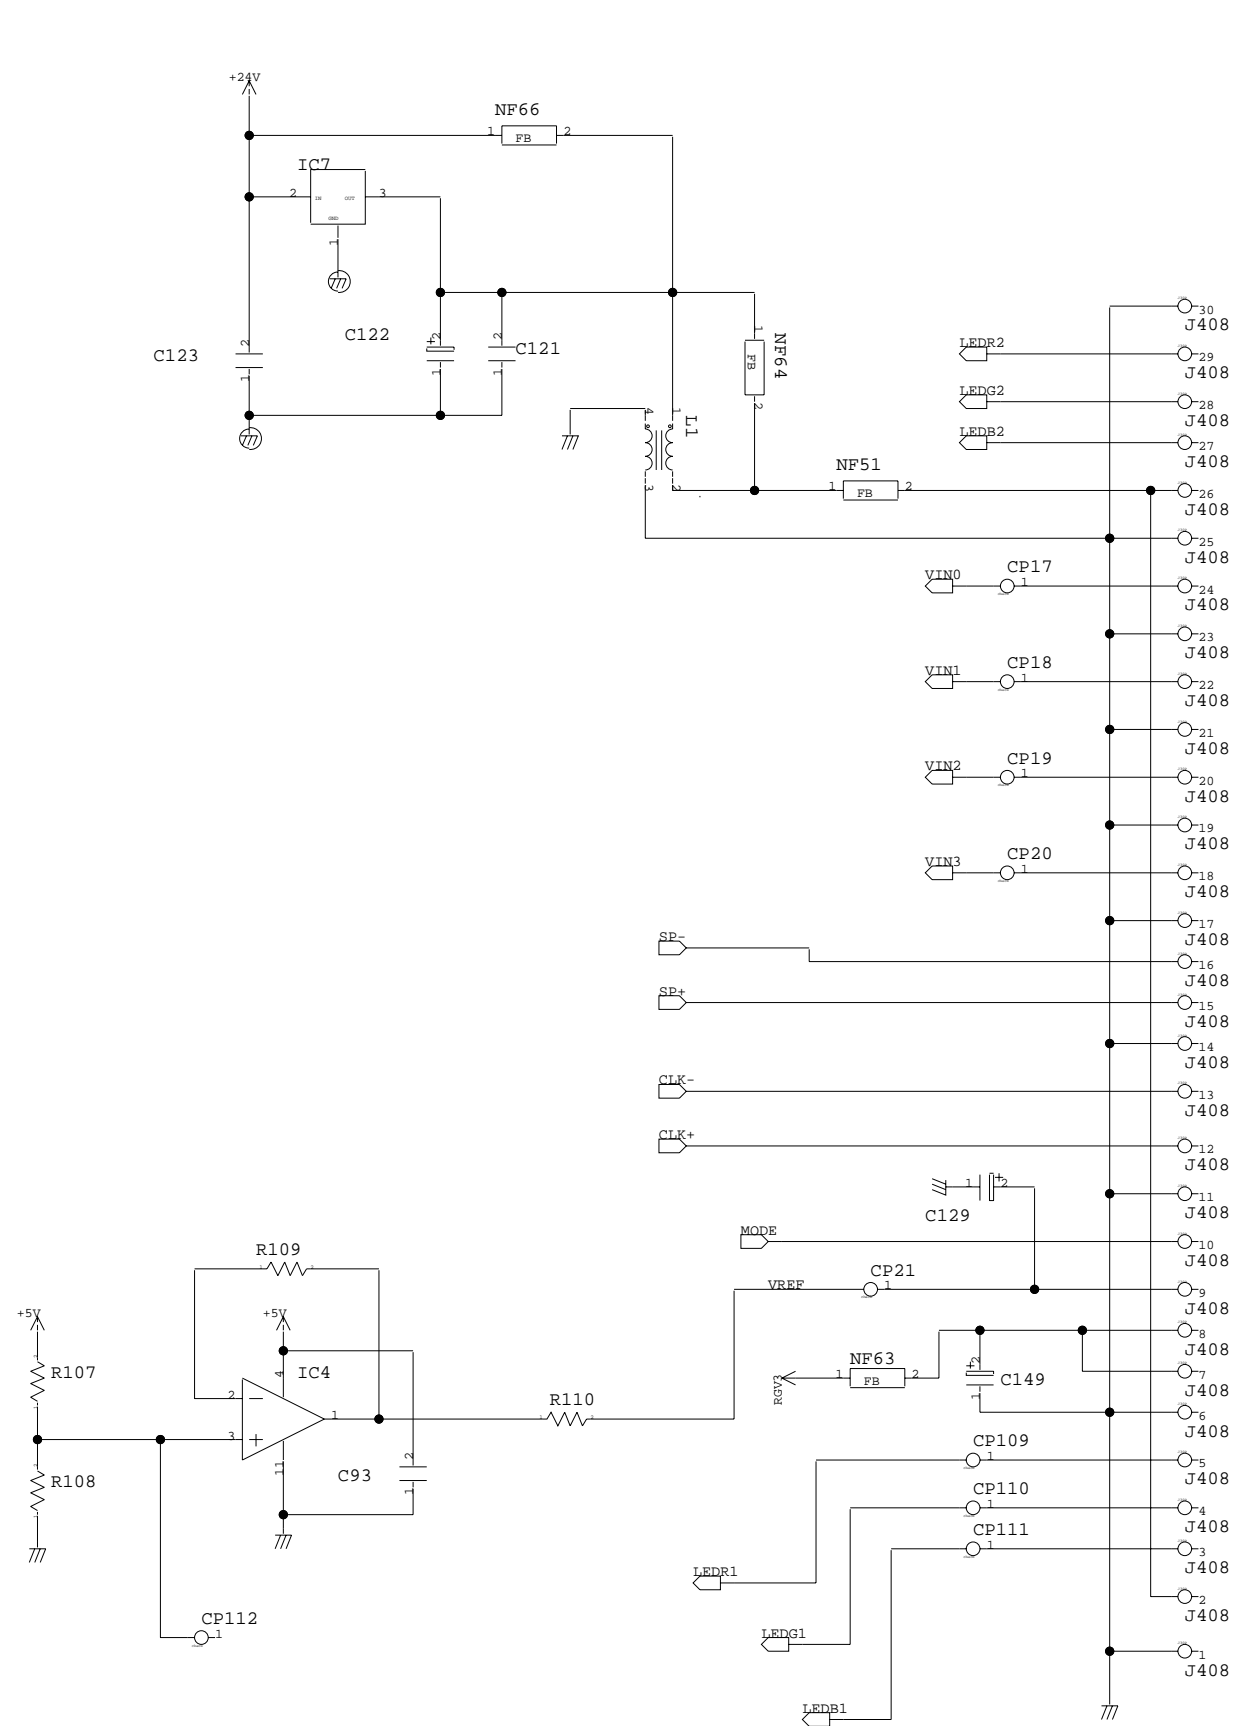 +24V
NF66
1 FB 2
IC7
2 IN OUT 3
GND
1
C123
2
1
C122
+ 2
1
C121
2
1
1
FB
NF64
2
4 1
L1
3 2
NF51
1 FB 2
30
J408
LEDR2
29
J408
LEDG2
28
J408
LEDB2
27
J408
26
J408
25
J408
VIN0
CP17
1
24
J408
23
J408
VIN1
CP18
1
22
J408
21
J408
VIN2
CP19
1
20
J408
19
J408
VIN3
CP20
1
18
J408
17
J408
SP-
16
J408
SP+
15
J408
14
J408
CLK-
13
J408
CLK+
12
J408
1 + 2
C129
11
J408
MODE
10
J408
VREF
CP21
1
9
J408
8
J408
RGV3
NF63
1 FB 2
+ 2
1
C149
7
J408
6
J408
R109
+5V
R107
+5V
IC4
4
2 −
3 +
1
11
R108
C93
2
1
R110
CP109
1
5
J408
CP110
1
4
J408
CP111
1
3
J408
LEDR1
2
J408
CP112
1
LEDG1
1
J408
LEDB1